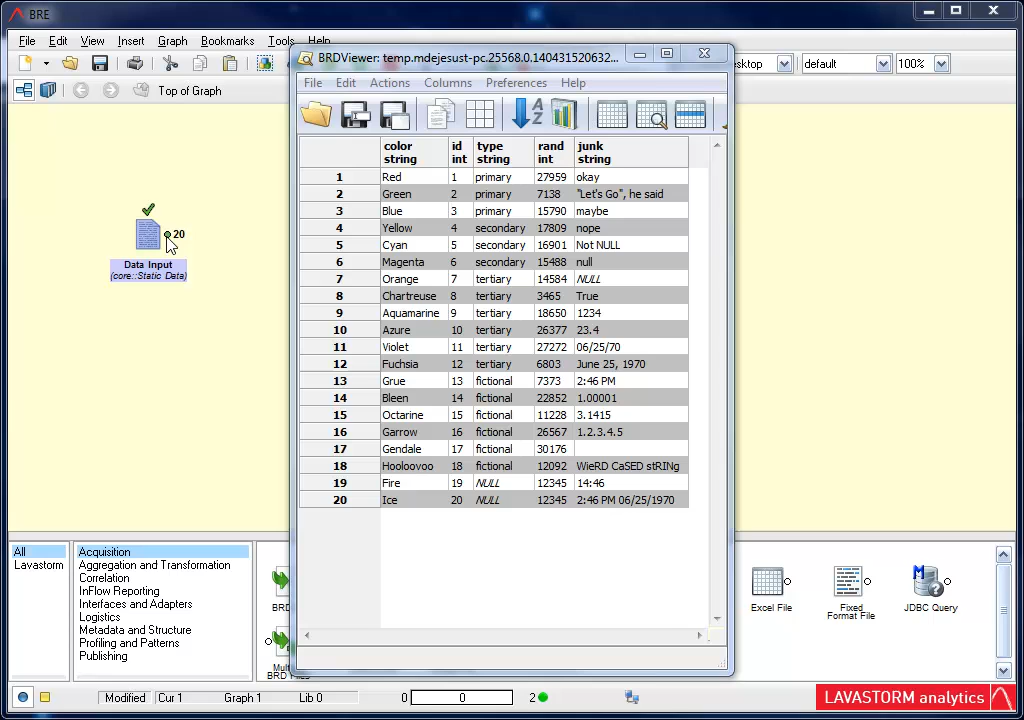 BRE
File Edit View Insert Graph Bookmarks Tools Help
default 100%
Top of Graph
BRDViewer: temp.mdejesust-pc.25568.0.140431520632...
File Edit Actions Columns Preferences Help
color string id int type string rand int junk string
1 Red 1 primary 27959 okay
2 Green 2 primary 7138 "Let's Go", he said
3 Blue 3 primary 15790 maybe
4 Yellow 4 secondary 17809 nope
5 Cyan 5 secondary 16901 Not NULL
6 Magenta 6 secondary 15488 null
7 Orange 7 tertiary 14584 NULL
8 Chartreuse 8 tertiary 3465 True
9 Aquamarine 9 tertiary 18650 1234
10 Azure 10 tertiary 26377 23.4
11 Violet 11 tertiary 27272 06/25/70
12 Fuchsia 12 tertiary 6803 June 25, 1970
13 Grue 13 fictional 7373 2:46 PM
14 Bleen 14 fictional 22852 1.00001
15 Octarine 15 fictional 11228 3.1415
16 Garrow 16 fictional 26567 1.2.3.4.5
17 Gendale 17 fictional 30176
18 Hooloovoo 18 fictional 12092 WieRD CaSED stRINg
19 Fire 19 NULL 12345 14:46
20 Ice 20 NULL 12345 2:46 PM 06/25/1970
20
Data Input
(core::Static Data)
All
Lavastorm
Acquisition
Aggregation and Transformation
Correlation
InFlow Reporting
Interfaces and Adapters
Logistics
Metadata and Structure
Profiling and Patterns
Publishing
BRD
BRD Files
Excel File
Fixed Format File
JDBC Query
Modified Cur 1 Graph 1 Lib 0 0 0 2
LAVASTORM analytics